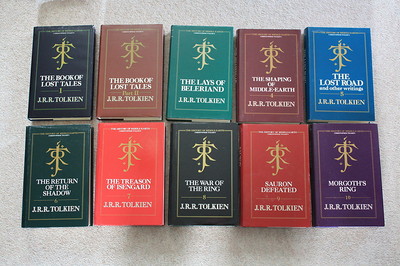 THE BOOK OF
LOST TALES
1
J.R.R. TOLKIEN
THE BOOK OF
LOST TALES
Part II
J.R.R. TOLKIEN
THE LAYS OF
BELERIAND
J.R.R. TOLKIEN
THE SHAPING
OF
MIDDLE-EARTH
4
J.R.R. TOLKIEN
THE
LOST ROAD
and other writings
5
J.R.R. TOLKIEN
THE RETURN
OF THE
SHADOW
6
J.R.R. TOLKIEN
THE TREASON
OF ISENGARD
7
J.R.R. TOLKIEN
THE WAR OF
THE RING
8
J.R.R. TOLKIEN
SAURON
DEFEATED
9
J.R.R. TOLKIEN
MORGOTH'S
RING
10
J.R.R. TOLKIEN